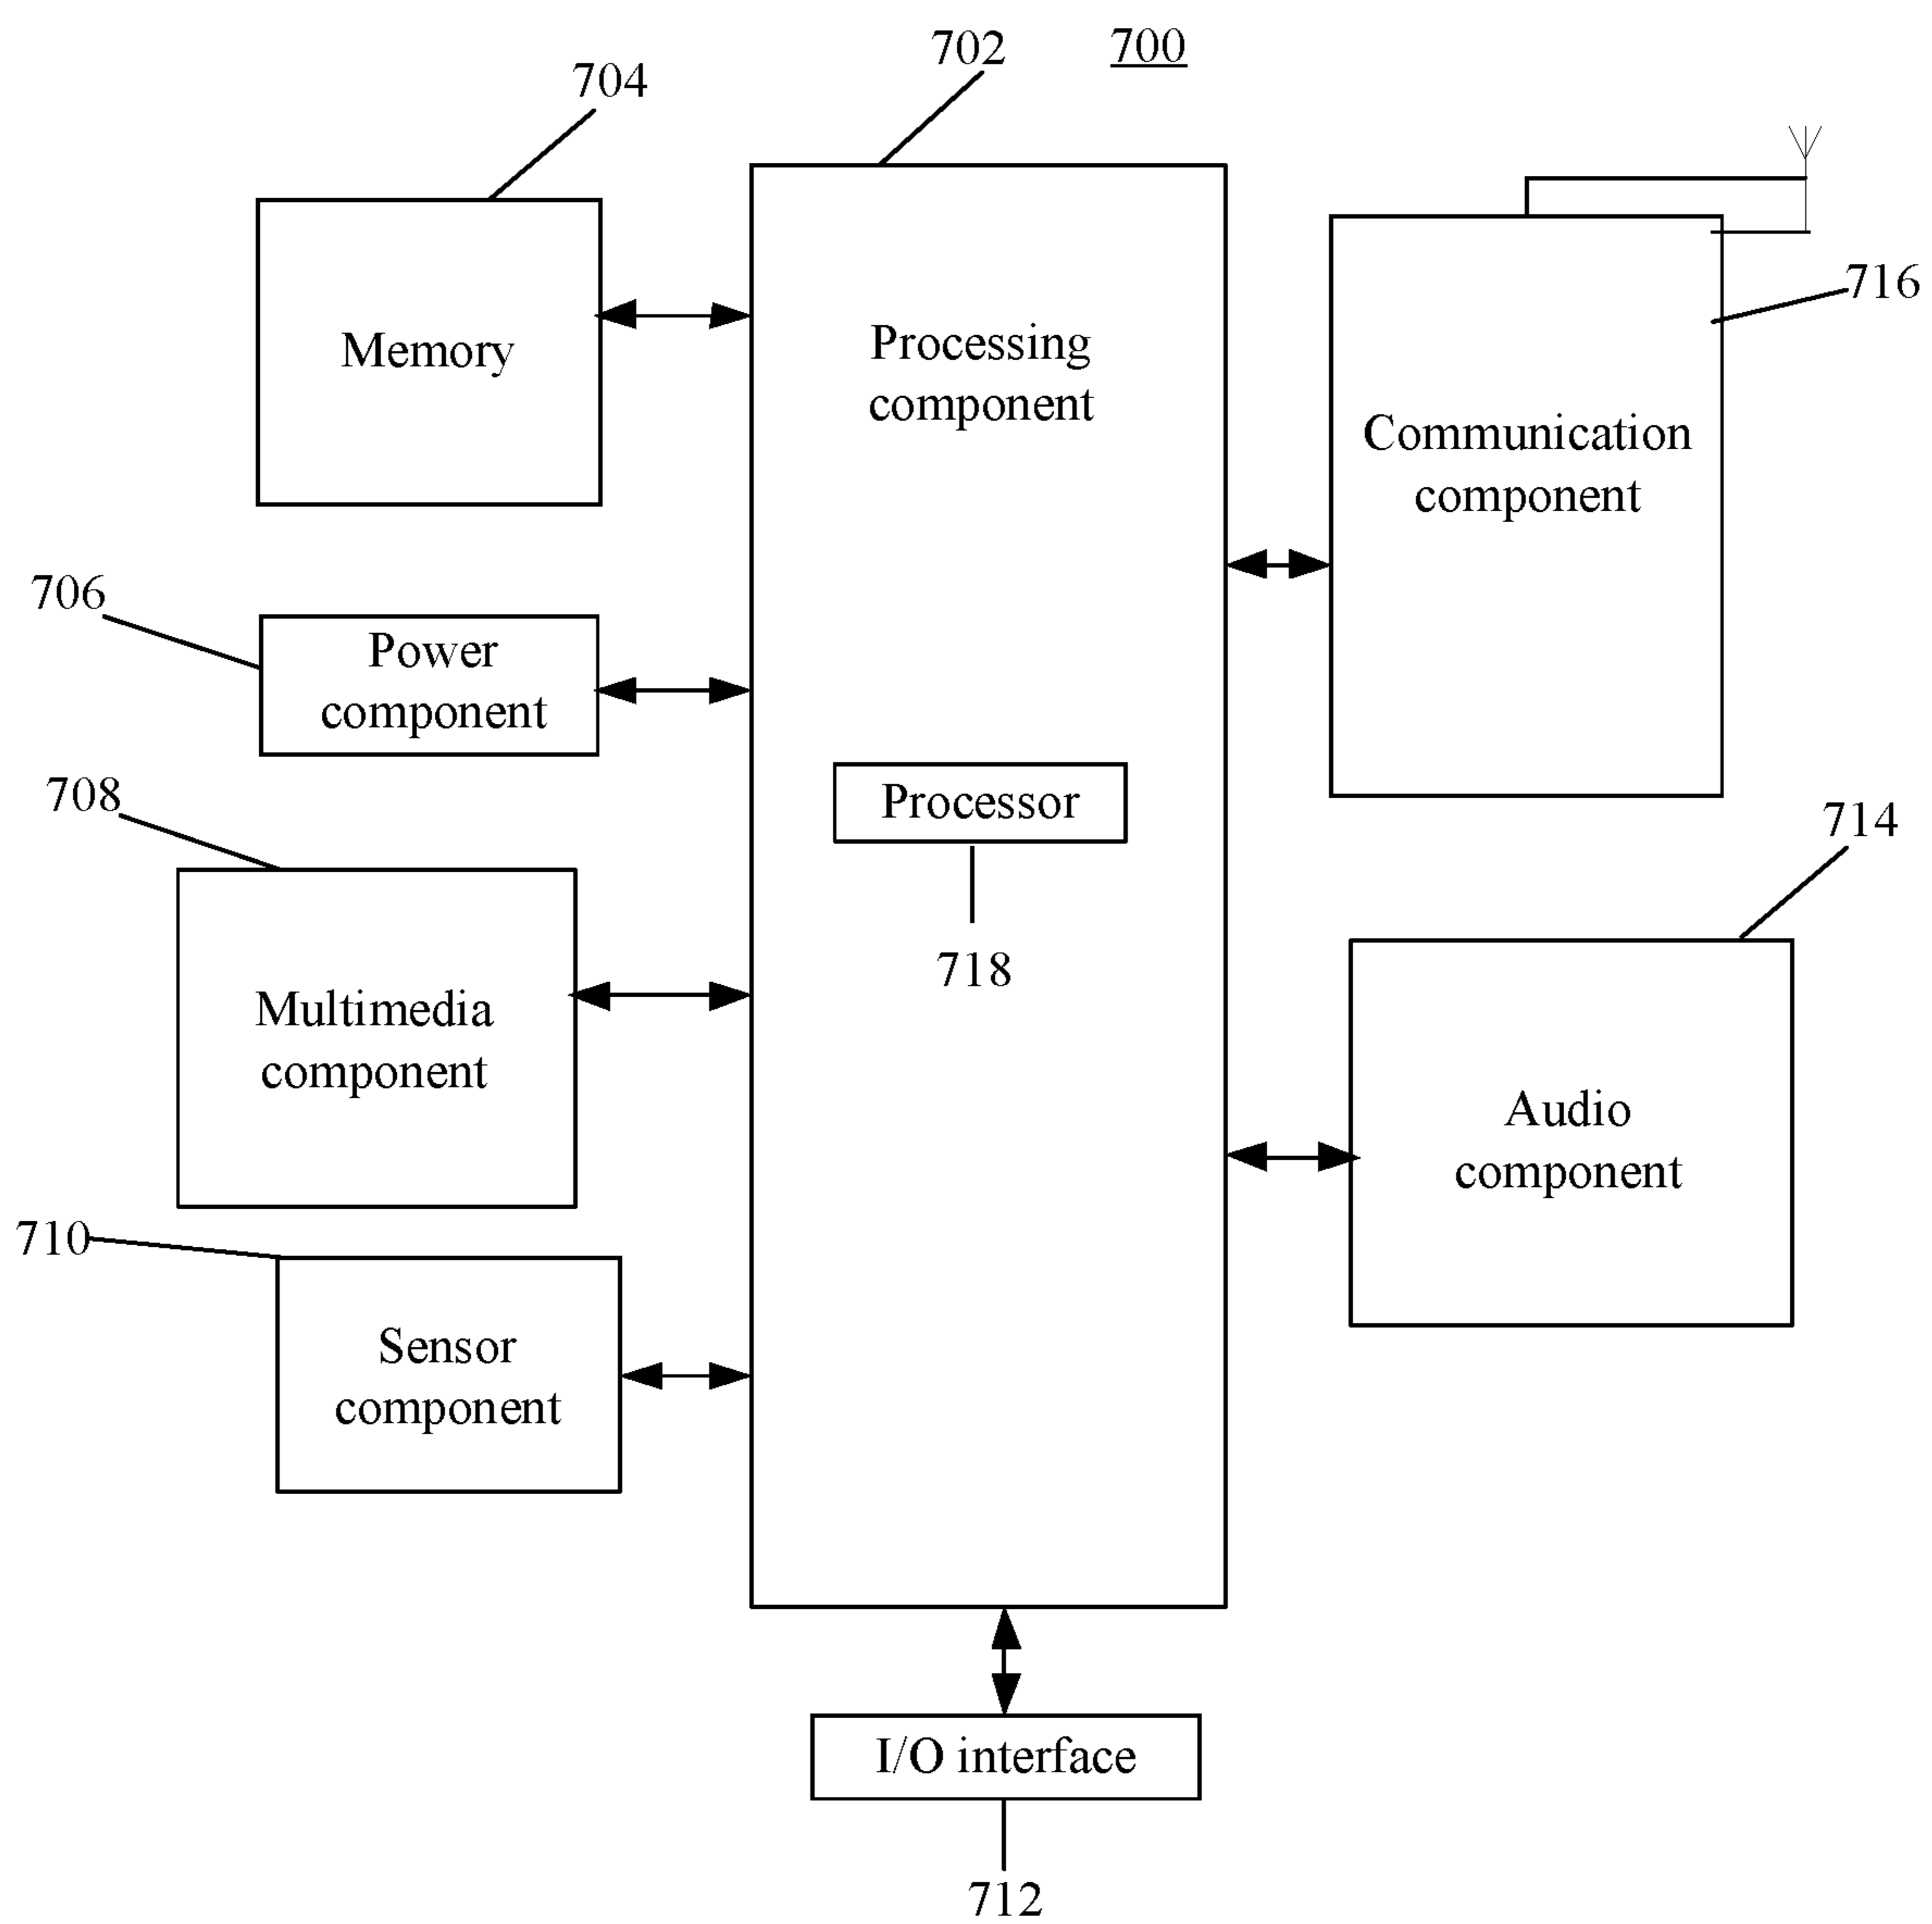 702
700
704
716
Memory
Processing
component
Communication
component
706
Power
component
708
Processor
714
718
Multimedia
component
Audio
component
710
Sensor
component
I/O interface
712